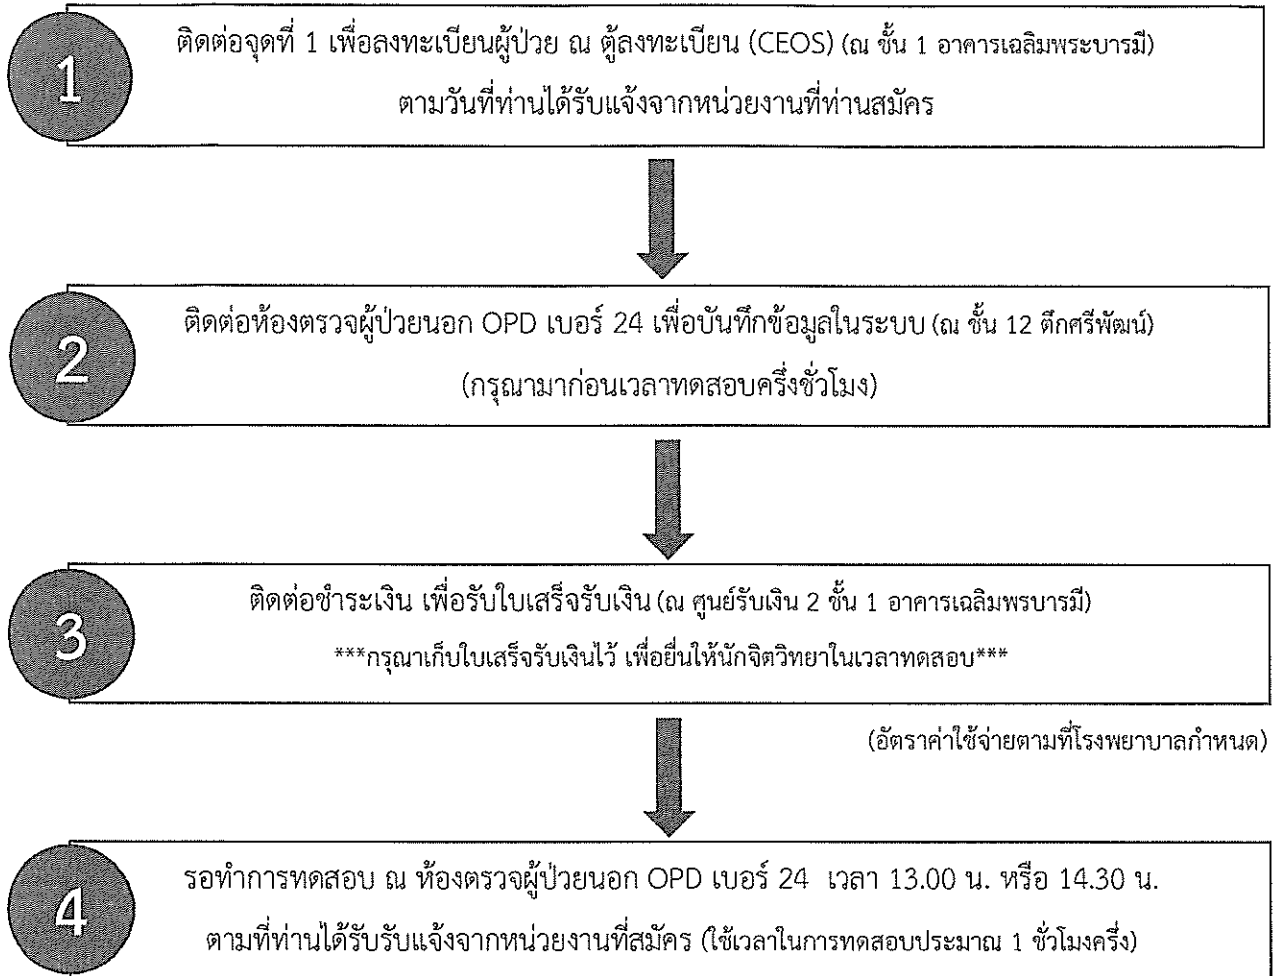 1
ติดต่อจุดที่ 1 เพื่อลงทะเบียนผู้ป่วย ณ ตู้ลงทะเบียน (CEOS) (ณ ชั้น 1 อาคารเฉลิมพระบารมี)
ตามวันที่ท่านได้รับแจ้งจากหน่วยงานที่ท่านสมัคร
2
ติดต่อห้องตรวจผู้ป่วยนอก OPD เบอร์ 24 เพื่อบันทึกข้อมูลในระบบ (ณ ชั้น 12 ตึกศรีพัฒน์)
(กรุณามาก่อนเวลาทดสอบครึ่งชั่วโมง)
3
ติดต่อชำระเงิน เพื่อรับใบเสร็จรับเงิน (ณ ศูนย์รับเงิน 2 ชั้น 1 อาคารเฉลิมพรบารมี)
***กรุณาเก็บใบเสร็จรับเงินไว้ เพื่อยื่นให้นักจิตวิทยาในเวลาทดสอบ***
(อัตราค่าใช้จ่ายตามที่โรงพยาบาลกำหนด)
4
รอทำการทดสอบ ณ ห้องตรวจผู้ป่วยนอก OPD เบอร์ 24 เวลา 13.00 น. หรือ 14.30 น.
ตามที่ท่านได้รับรับแจ้งจากหน่วยงานที่สมัคร (ใช้เวลาในการทดสอบประมาณ 1 ชั่วโมงครึ่ง)